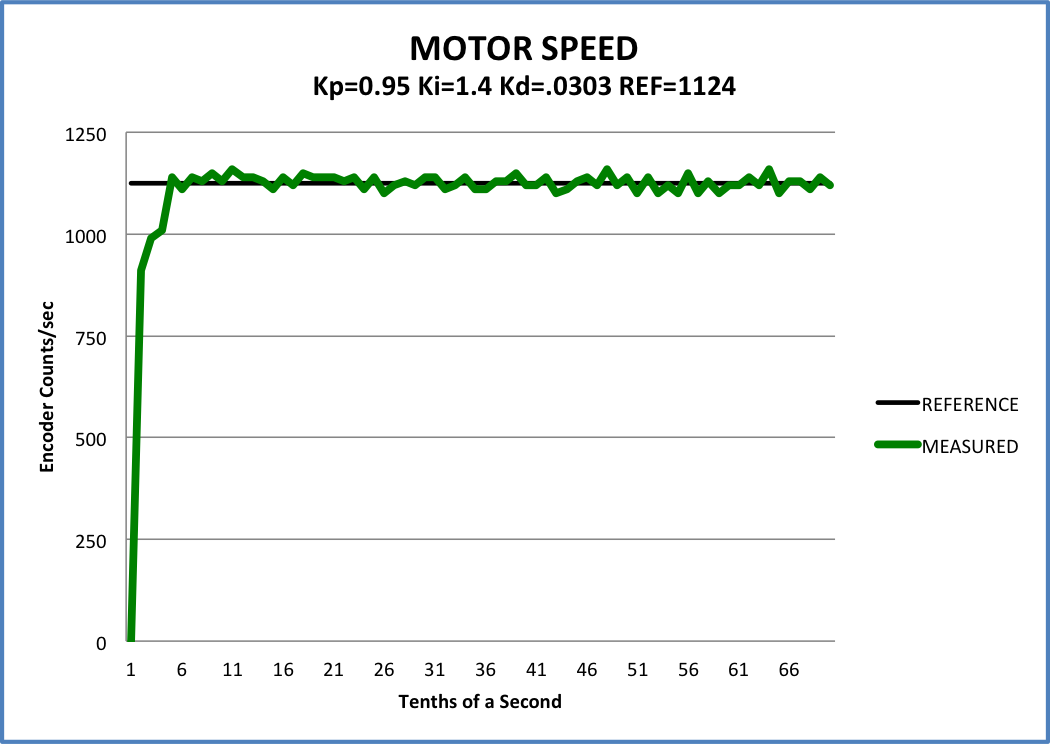 MOTOR SPEED
Kp=0.95 Ki=1.4 Kd=.0303 REF=1124
1250
1000
750
500
250
0
Encoder Counts/sec
1 6 11 16 21 26 31 36 41 46 51 56 61 66
Tenths of a Second
REFERENCE
MEASURED